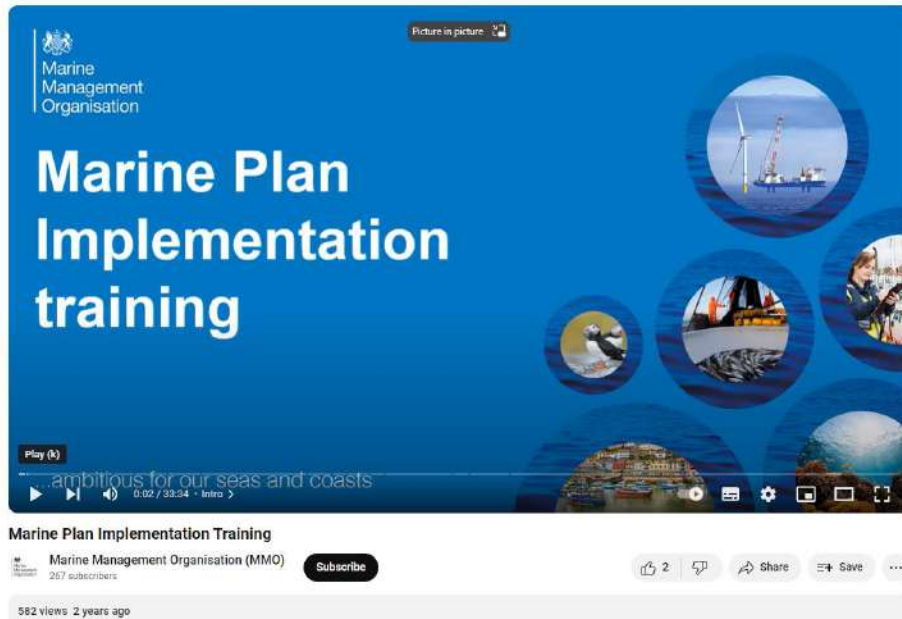 Picture in picture
Marine
Management
Organisation
Marine Plan
Implementation
training
Play (k)
...ambitious for our seas and coasts
0:02 / 33:34 • Intro >
Marine Plan Implementation Training
Marine Management Organisation (MMO)
267 subscribers
Subscribe
2
Share
Save
582 views 2 years ago